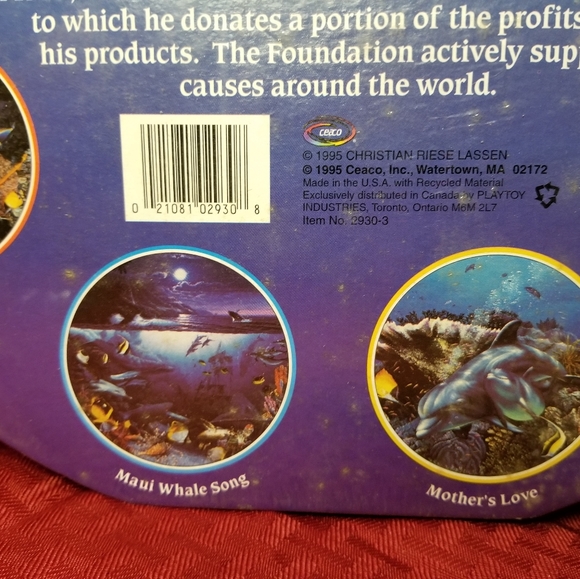 to which he donates a portion of the profits
his products. The Foundation actively
causes around the world.
ceaco
© 1995 CHRISTIAN RIESE LASSEN
© 1995 Ceaco, Inc., Watertown, MA 02172
Made in the U.S.A. with Recycled Material
Exclusively distributed in Canada by PLAYTOY
INDUSTRIES, Toronto, Ontario M6M 2L7
Item No. 2930-3
0 21081 02930 8
Maui Whale Song
Mother's Love